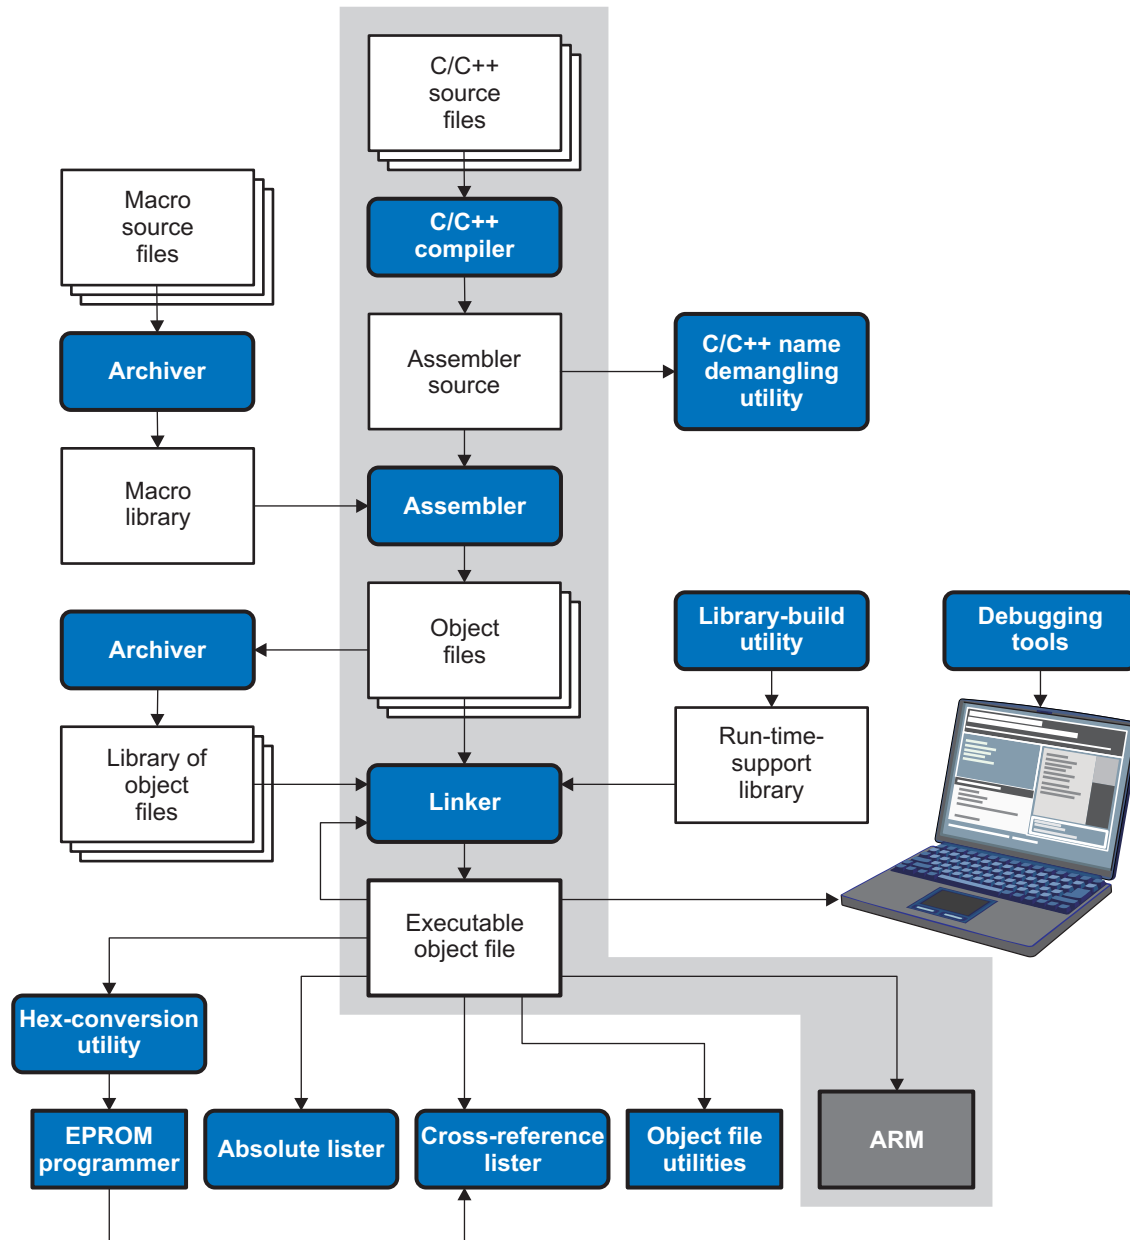 C/C++
source
files
Macro
source
files
C/C++
compiler
Archiver
Assembler
source
C/C++ name
demangling
utility
Macro
library
Assembler
Archiver
Object
files
Library-build
utility
Debugging
tools
Library of
object
files
Linker
Run-time-
support
library
Executable
object file
Hex-conversion
utility
EPROM
programmer
Absolute lister
Cross-reference
lister
Object file
utilities
ARM